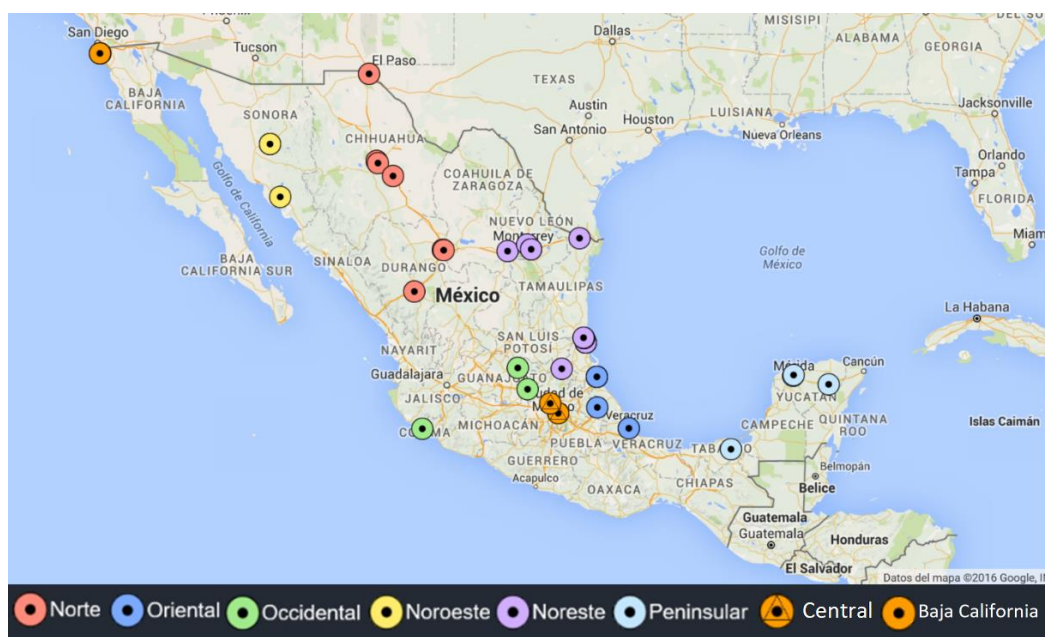 San Diego
Tucson
El Paso
Dallas
MISISIPI
ALABAMA
GEORGIA
TEXAS
BAJA
CALIFORNIA
SONORA
Austin
San Antonio
Houston
LUISIANA
Nueva Orleans
Jacksonville
CHIHUAHUA
COAHUILA DE
ZARAGOZA
Orlando
Tampa
FLORIDA
Golfo de California
NUEVO LEÓN
Miam
BAJA
CALIFORNIA SUR
SINALOA
DURANGO
Golfo de
México
México
TAMAULIPAS
La Habana
SAN LUIS
POTOSÍ
NAYARIT
Guadalajara
JALISCO
Mérida
Cancún
YUCATÁN
MICHOACÁN
Veracruz
CAMPECHE
QUINTANA
ROO
Islas Caimán
PUEBLA
VERACRUZ
GUERRERO
Acapulco
OAXACA
CHIAPAS
Belmopán
Belice
Guatemala
Guatemala
Honduras
El Salvador
Datos del mapa ©2016 Google,
Norte
Oriental
Occidental
Noroeste
Noreste
Peninsular
Central
Baja California